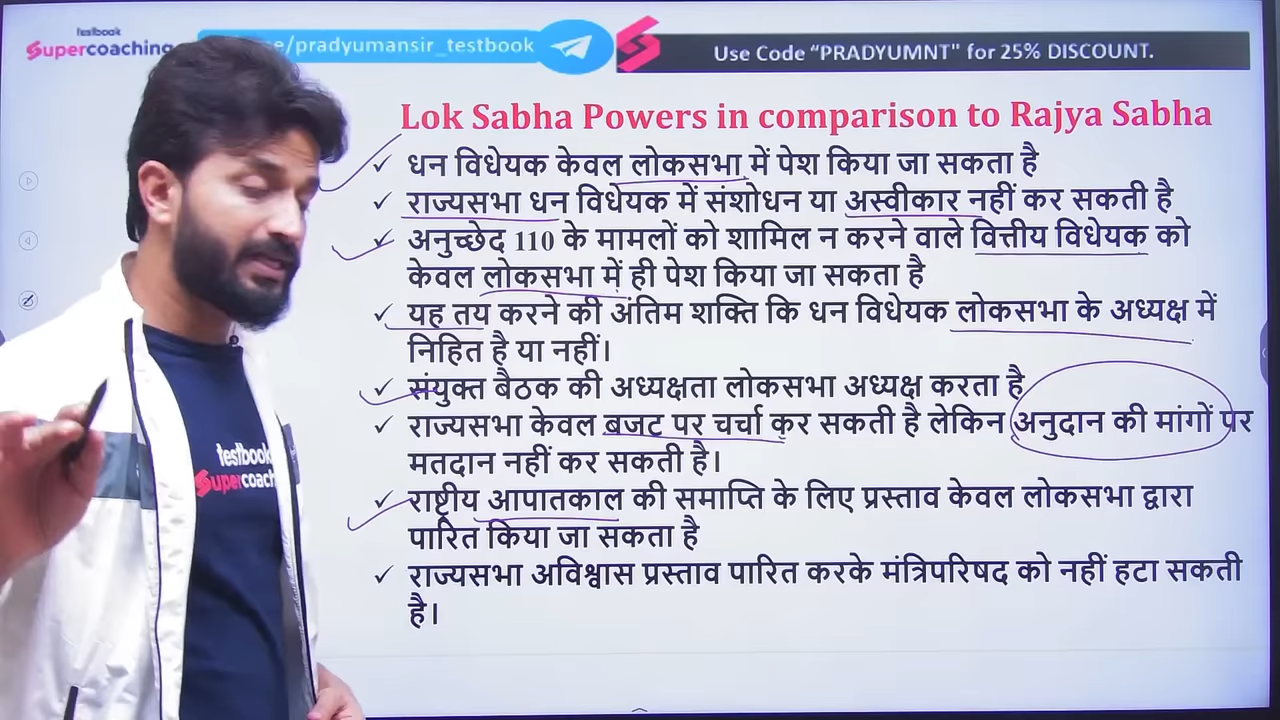 testbook
Supercoaching
e/pradyumansir_testbook
Use Code “PRADYUMNT" for 25% DISCOUNT.
Lok Sabha Powers in comparison to Rajya Sabha
✓ धन विधेयक केवल लोकसभा में पेश किया जा सकता है
✓ राज्यसभा धन विधेयक में संशोधन या अस्वीकार नहीं कर सकती है
✓ अनुच्छेद 110 के मामलों को शामिल न करने वाले वित्तीय विधेयक को
केवल लोकसभा में ही पेश किया जा सकता है
✓ यह तय करने की अंतिम शक्ति कि धन विधेयक लोकसभा के अध्यक्ष में
निहित है या नहीं।
✓ संयुक्त बैठक की अध्यक्षता लोकसभा अध्यक्ष करता है
✓ राज्यसभा केवल बजट पर चर्चा कर सकती है लेकिन अनुदान की मांगों पर
मतदान नहीं कर सकती है।
✓ राष्ट्रीय आपातकाल की समाप्ति के लिए प्रस्ताव केवल लोकसभा द्वारा
पारित किया जा सकता है
✓ राज्यसभा अविश्वास प्रस्ताव पारित करके मंत्रिपरिषद को नहीं हटा सकती
है।
testbook
Supercoach